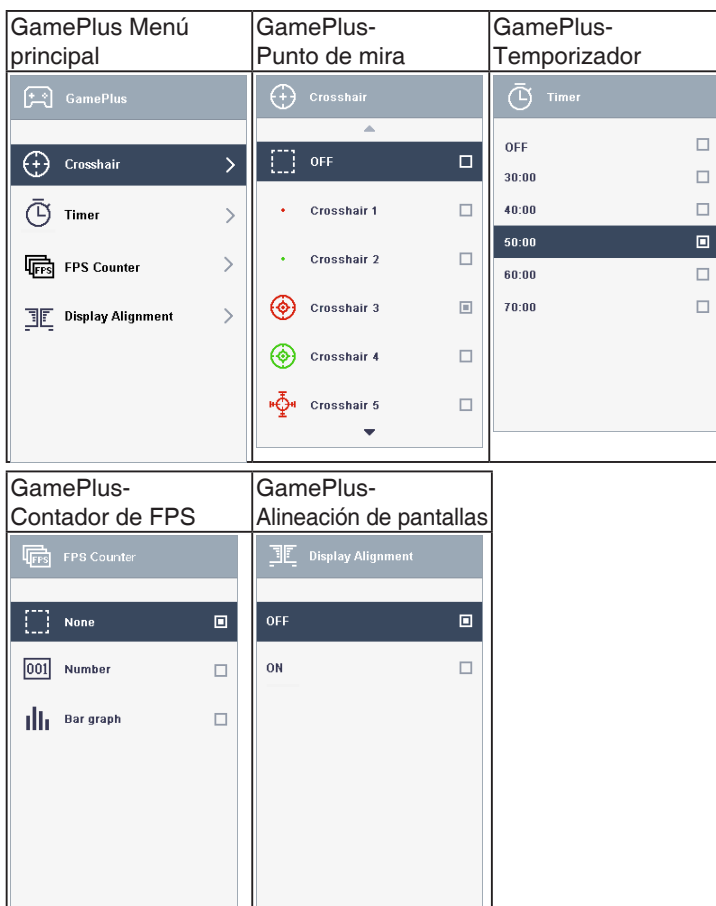 GamePlus Menú
principal
GamePlus
Crosshair
Timer
FPS
FPS Counter
Display Alignment
GamePlus-
Punto de mira
Crosshair
OFF
Crosshair 1
Crosshair 2
Crosshair 3
Crosshair 4
Crosshair 5
GamePlus-
Temporizador
Timer
OFF
30:00
40:00
50:00
60:00
70:00
GamePlus-
Contador de FPS
FPS
FPS Counter
None
001 Number
Bar graph
GamePlus-
Alineación de pantallas
Display Alignment
OFF
ON